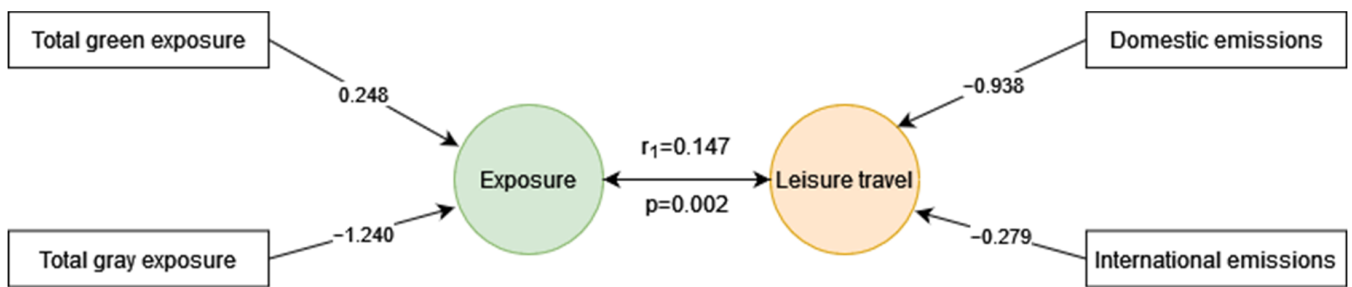 Total green exposure
Domestic emissions
0.248
−0.938
r₁=0.147
Exposure
Leisure travel
p=0.002
−1.240
−0.279
Total gray exposure
International emissions